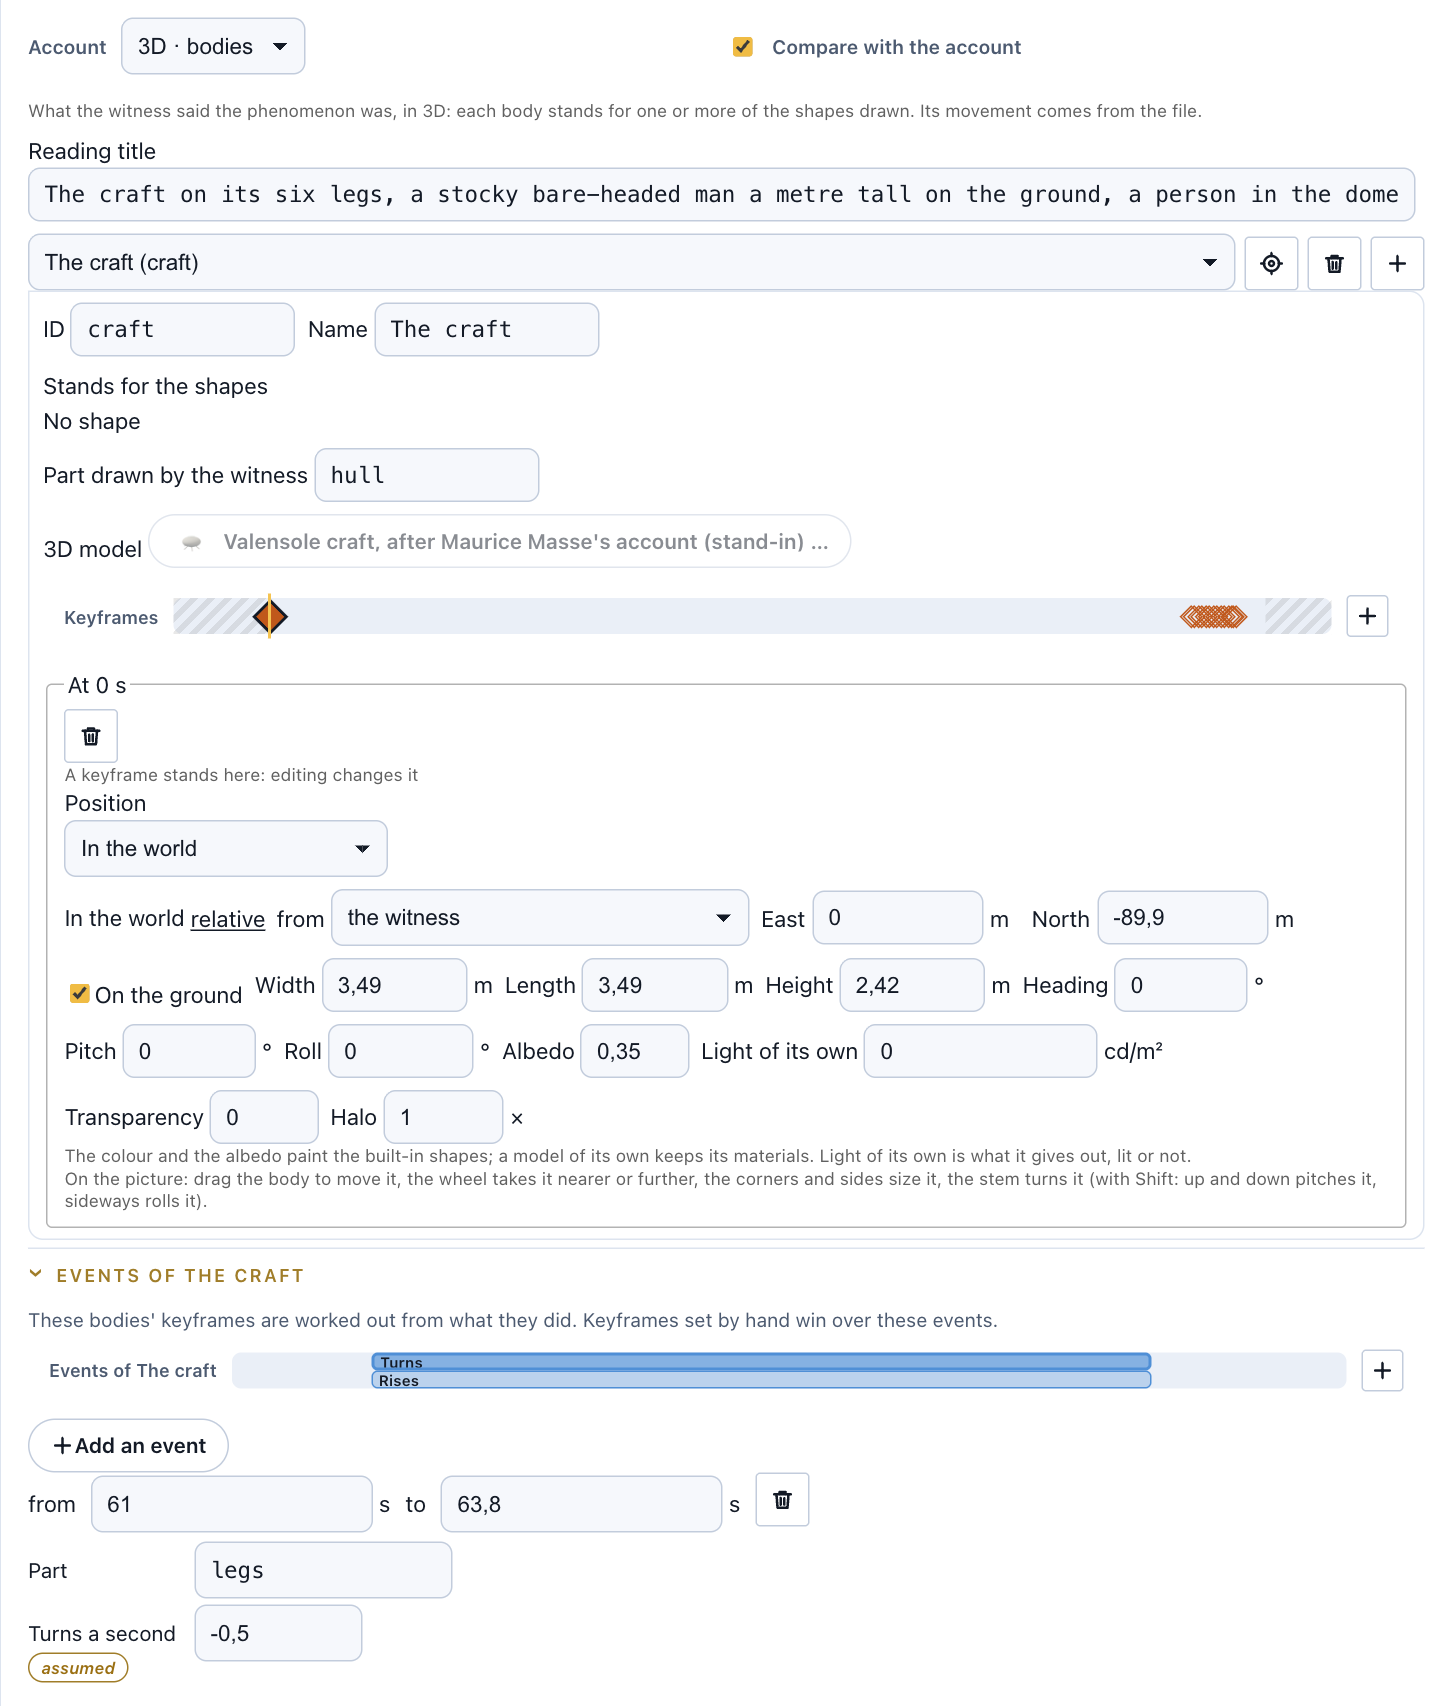 Account 3D · bodies Compare with the account
What the witness said the phenomenon was, in 3D: each body stands for one or more of the shapes drawn. Its movement comes from the file.
Reading title
The craft on its six legs, a stocky bare-headed man a metre tall on the ground, a person in the dome
The craft (craft)
ID craft Name The craft
Stands for the shapes
No shape
Part drawn by the witness hull
3D model Valensole craft, after Maurice Masse's account (stand-in) ...
Keyframes
At 0 s
A keyframe stands here: editing changes it
Position
In the world
In the world relative from the witness East 0 m North -89,9 m
On the ground Width 3,49 m Length 3,49 m Height 2,42 m Heading 0 °
Pitch 0 ° Roll 0 ° Albedo 0,35 Light of its own 0 cd/m²
Transparency 0 Halo 1 ×
The colour and the albedo paint the built-in shapes; a model of its own keeps its materials. Light of its own is what it gives out, lit or not.
On the picture: drag the body to move it, the wheel takes it nearer or further, the corners and sides size it, the stem turns it (with Shift: up and down pitches it,
sideways rolls it).
EVENTS OF THE CRAFT
These bodies' keyframes are worked out from what they did. Keyframes set by hand win over these events.
Events of The craft
Turns
Rises
+ Add an event
from 61 s to 63,8 s
Part legs
Turns a second -0,5
assumed